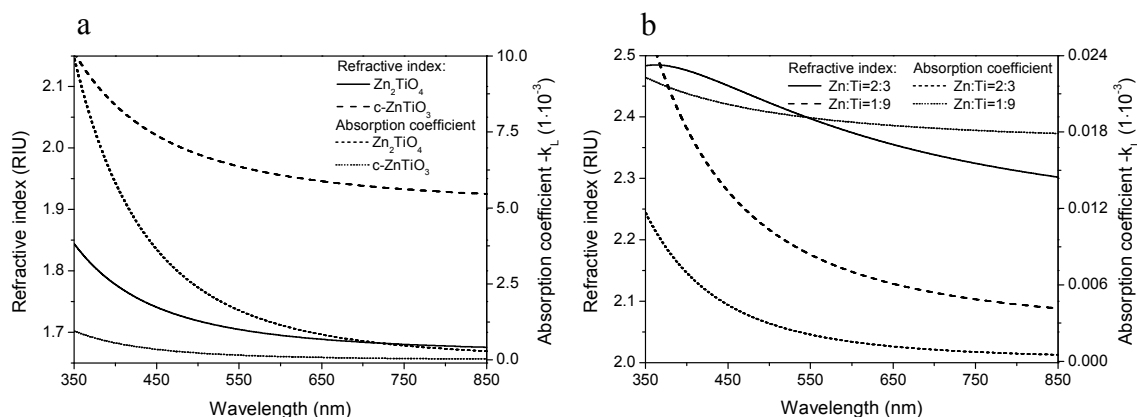 a
Refractive index (RIU)
2.1
2.0
1.9
1.8
1.7
Refractive index:
Zn₂TiO₄
c-ZnTiO₃
Absorption coefficient
Zn₂TiO₄
c-ZnTiO₃
10.0
7.5
5.0
2.5
0.0
Absorption coefficient -k_L (1·10⁻³)
350 450 550 650 750 850
Wavelength (nm)
b
Refractive index (RIU)
2.5
2.4
2.3
2.2
2.1
2.0
Refractive index: Absorption coefficient
Zn:Ti=2:3 Zn:Ti=2:3
Zn:Ti=1:9 Zn:Ti=1:9
0.024
0.018
0.012
0.006
0.000
Absorption coefficient -k_L (1·10⁻³)
350 450 550 650 750 850
Wavelength (nm)